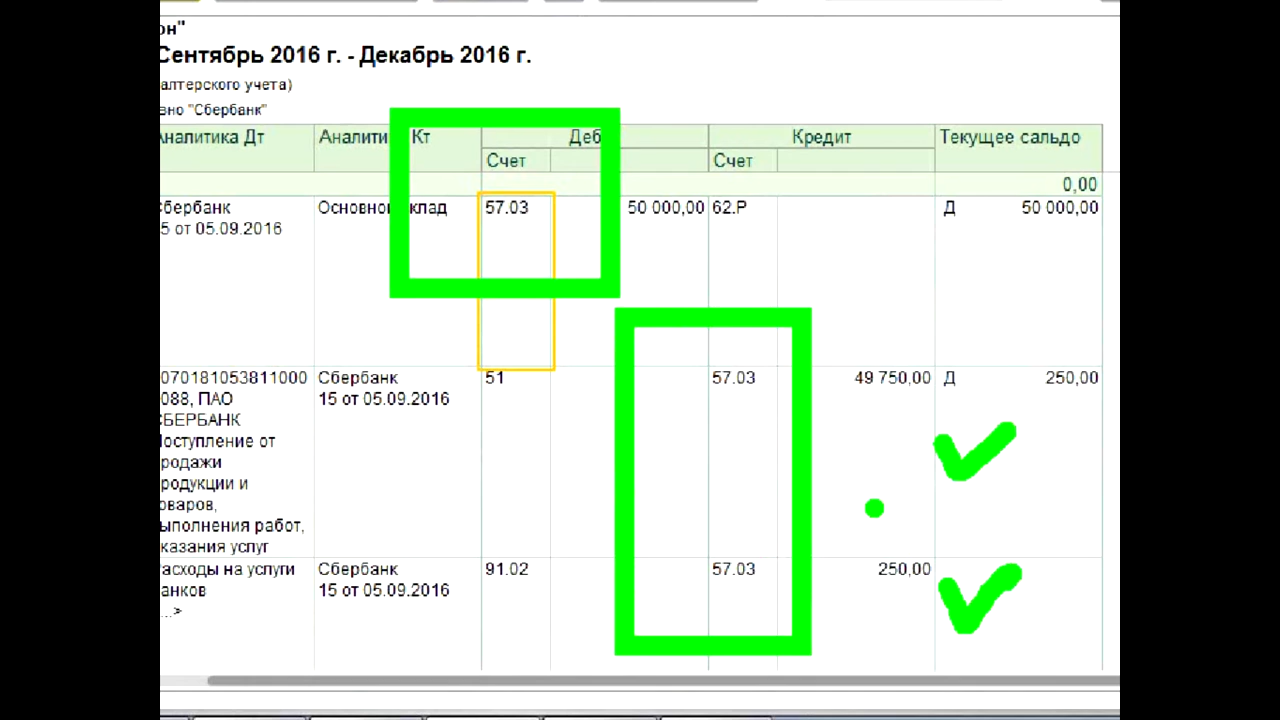 он"
Сентябрь 2016 г. - Декабрь 2016 г.
алтерского учета)
вно "Сбербанк"
Аналитика Дт Аналити Кт Деб Кредит Текущее сальдо
Счет Счет
0,00
Сбербанк Основной клад 57.03 50 000,00 62.Р Д 50 000,00
5 от 05.09.2016
070181053811000 Сбербанк 51 57.03 49 750,00 Д 250,00
088, ПАО 15 от 05.09.2016
СБЕРБАНК
Поступление от
родажи
родукции и
оваров,
ыполнения работ,
казания услуг
расходы на услуги Сбербанк 91.02 57.03 250,00
анков 15 от 05.09.2016
...>